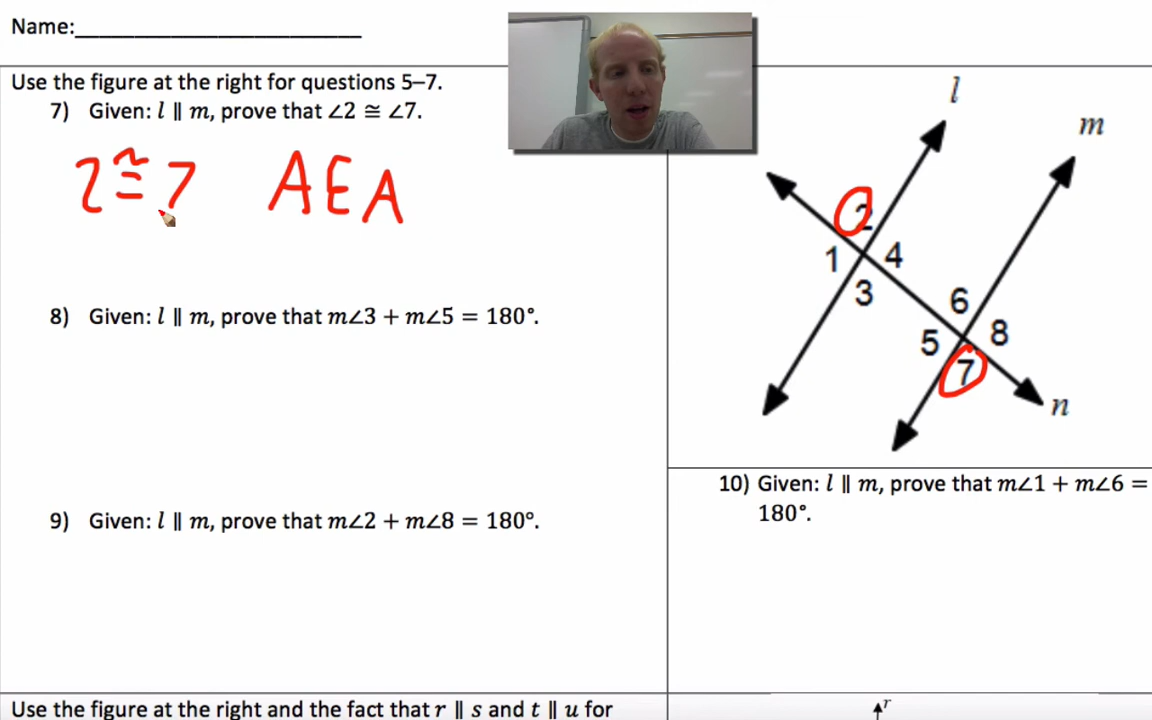 Name:____________________________
Use the figure at the right for questions 5–7.
7) Given: l ∥ m, prove that ∠2 ≅ ∠7.
2 ≅ 7 AEA
8) Given: l ∥ m, prove that m∠3 + m∠5 = 180°.
9) Given: l ∥ m, prove that m∠2 + m∠8 = 180°.
Use the figure at the right and the fact that r ∥ s and t ∥ u for
l
m
2
1 4
3
6
5 8
7
n
10) Given: l ∥ m, prove that m∠1 + m∠6 =
180°.
r